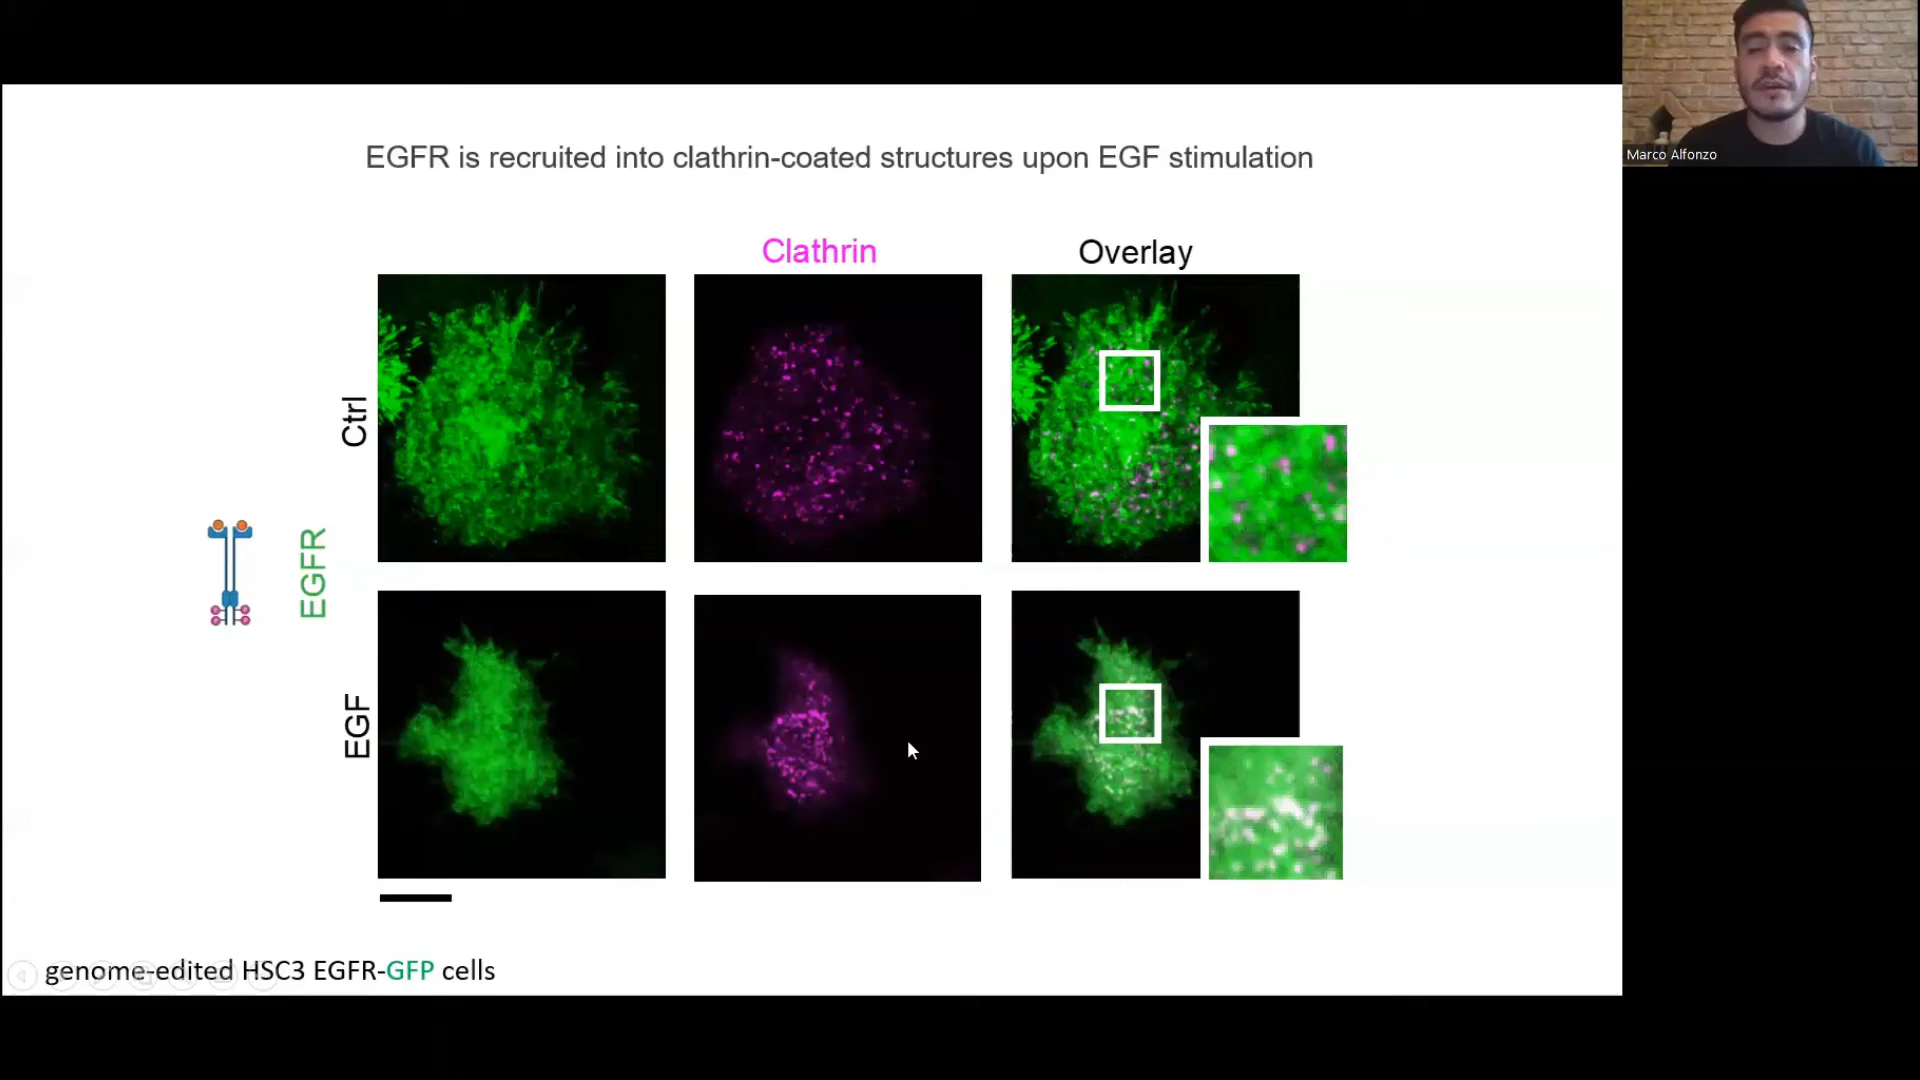 Marco Alfonzo
EGFR is recruited into clathrin-coated structures upon EGF stimulation
Clathrin
Overlay
Ctrl
EGFR
EGF
genome-edited HSC3 EGFR-GFP cells